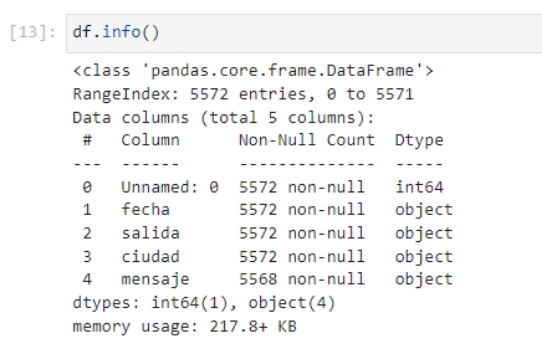 [13]: df.info()
<class 'pandas.core.frame.DataFrame'>
RangeIndex: 5572 entries, 0 to 5571
Data columns (total 5 columns):
 #   Column      Non-Null Count  Dtype
---  ------      --------------  -----
 0   Unnamed: 0  5572 non-null   int64
 1   fecha       5572 non-null   object
 2   salida      5572 non-null   object
 3   ciudad      5572 non-null   object
 4   mensaje     5568 non-null   object
dtypes: int64(1), object(4)
memory usage: 217.8+ KB